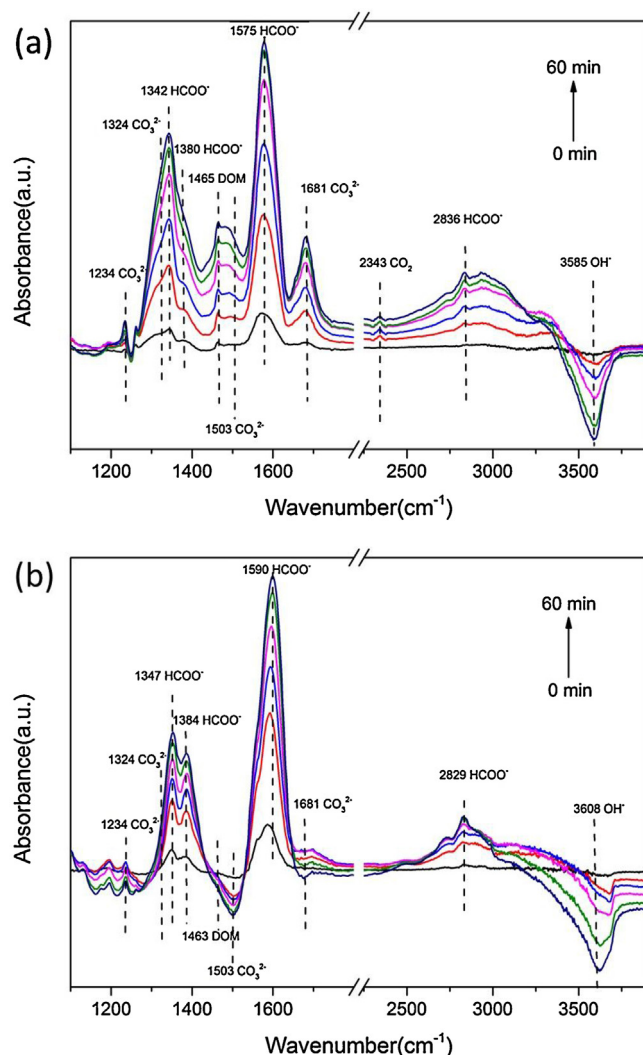 (a)
1575 HCOO⁻
1342 HCOO⁻
1324 CO₃²⁻
1380 HCOO⁻
1465 DOM
1681 CO₃²⁻
1234 CO₃²⁻
1503 CO₃²⁻
2343 CO₂
2836 HCOO⁻
3585 OH⁻
60 min
0 min
Absorbance(a.u.)
1200 1400 1600 2500 3000 3500
Wavenumber(cm⁻¹)
(b)
1590 HCOO⁻
1347 HCOO⁻
1384 HCOO⁻
1324 CO₃²⁻
1234 CO₃²⁻
1681 CO₃²⁻
1463 DOM
1503 CO₃²⁻
2829 HCOO⁻
3608 OH⁻
60 min
0 min
Absorbance(a.u.)
1200 1400 1600 2500 3000 3500
Wavenumber(cm⁻¹)